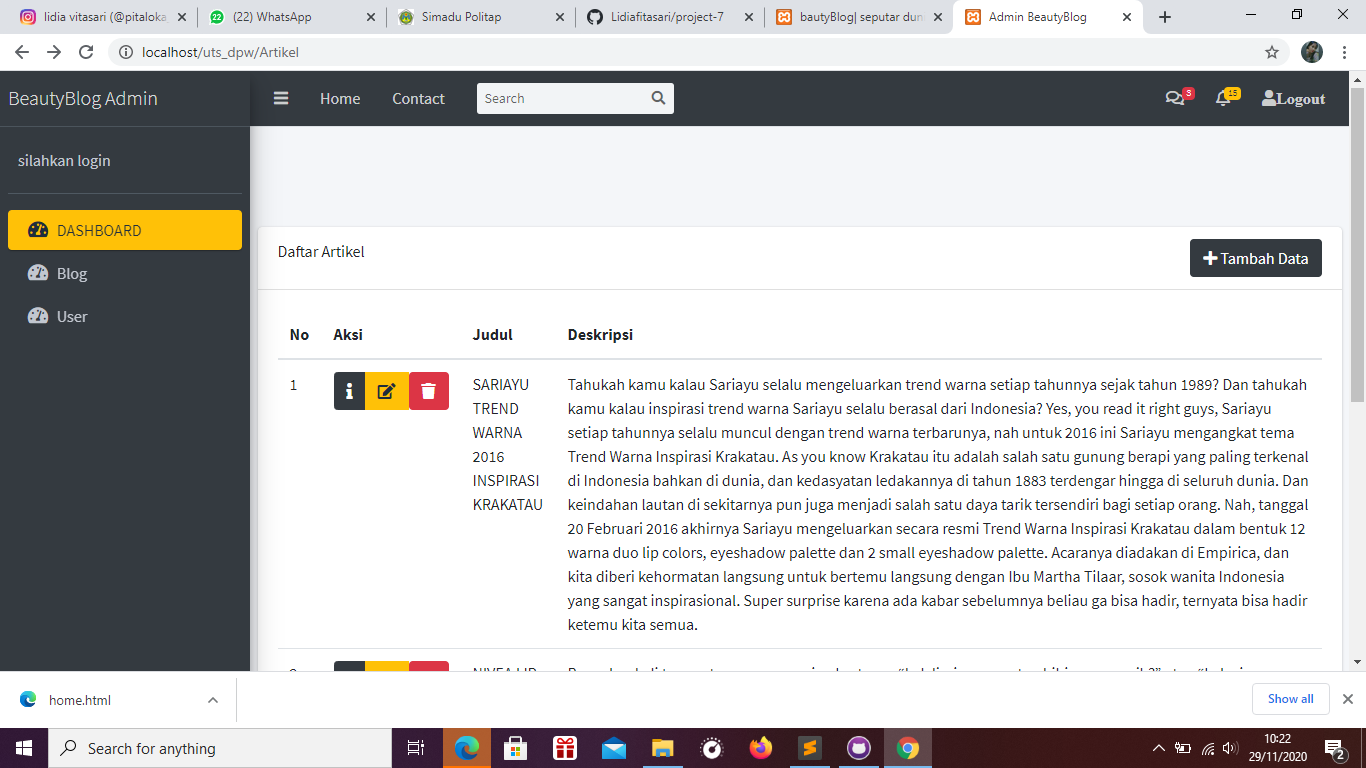 lidia vitasari (@pitaloka
(22) WhatsApp
Simadu Politap
Lidiafitasari/project-7
bautyBlog| seputar dun
Admin BeautyBlog
localhost/uts_dpw/Artikel
BeautyBlog Admin
Home
Contact
Search
3
15
Logout
silahkan login
DASHBOARD
Blog
User
Daftar Artikel
Tambah Data
No Aksi Judul Deskripsi
1
SARIAYU
TREND
WARNA
2016
INSPIRASI
KRAKATAU
Tahukah kamu kalau Sariayu selalu mengeluarkan trend warna setiap tahunnya sejak tahun 1989? Dan tahukah
kamu kalau inspirasi trend warna Sariayu selalu berasal dari Indonesia? Yes, you read it right guys, Sariayu
setiap tahunnya selalu muncul dengan trend warna terbarunya, nah untuk 2016 ini Sariayu mengangkat tema
Trend Warna Inspirasi Krakatau. As you know Krakatau itu adalah salah satu gunung berapi yang paling terkenal
di Indonesia bahkan di dunia, dan kedasyatan ledakannya di tahun 1883 terdengar hingga di seluruh dunia. Dan
keindahan lautan di sekitarnya pun juga menjadi salah satu daya tarik tersendiri bagi setiap orang. Nah, tanggal
20 Februari 2016 akhirnya Sariayu mengeluarkan secara resmi Trend Warna Inspirasi Krakatau dalam bentuk 12
warna duo lip colors, eyeshadow palette dan 2 small eyeshadow palette. Acaranya diadakan di Empirica, dan
kita diberi kehormatan langsung untuk bertemu langsung dengan Ibu Martha Tilaar, sosok wanita Indonesia
yang sangat inspirasional. Super surprise karena ada kabar sebelumnya beliau ga bisa hadir, ternyata bisa hadir
ketemu kita semua.
NIVEA LIP
home.html
Show all
Search for anything
10:22
29/11/2020
2